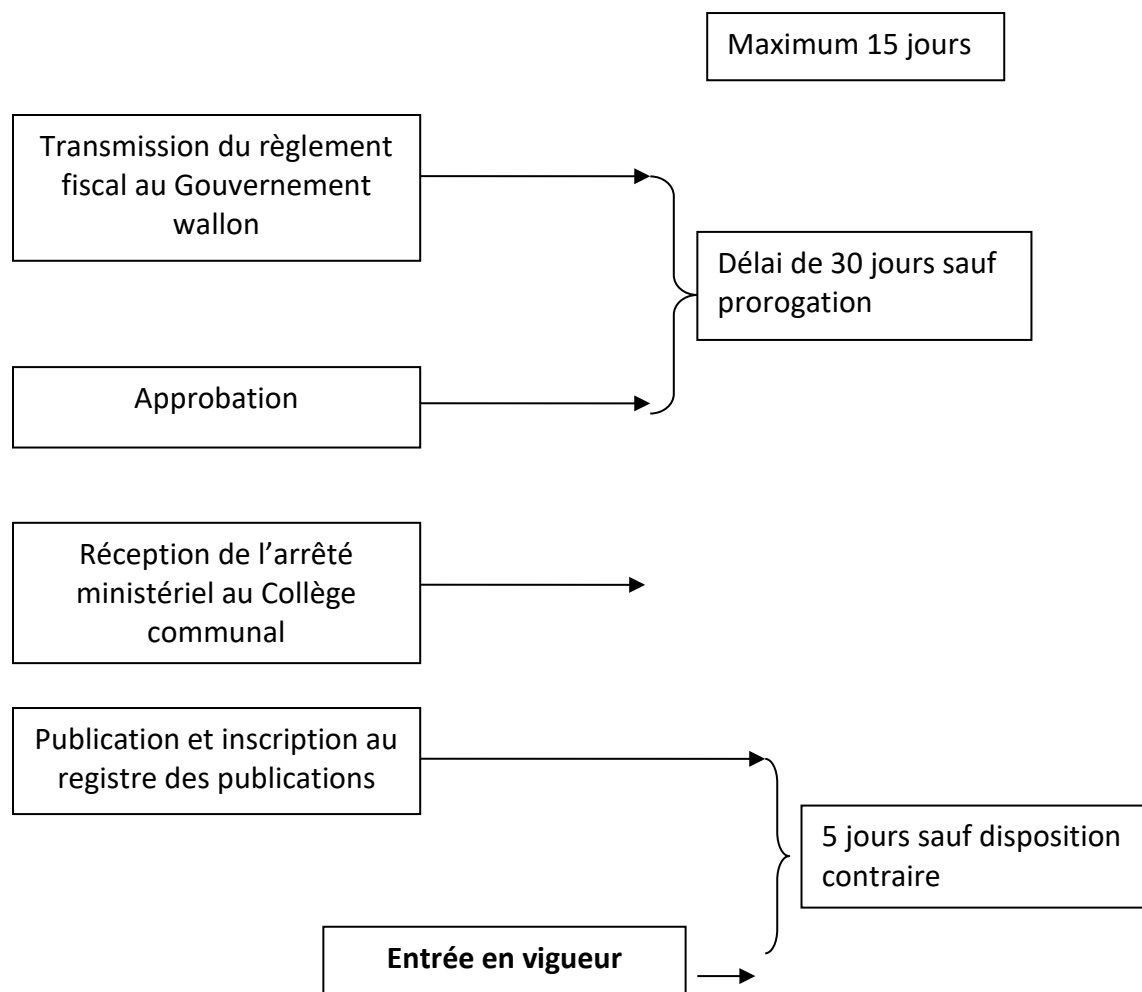 Maximum 15 jours
Transmission du règlement
fiscal au Gouvernement
wallon
Délai de 30 jours sauf
prorogation
Approbation
Réception de l’arrêté
ministériel au Collège
communal
Publication et inscription au
registre des publications
5 jours sauf disposition
contraire
Entrée en vigueur